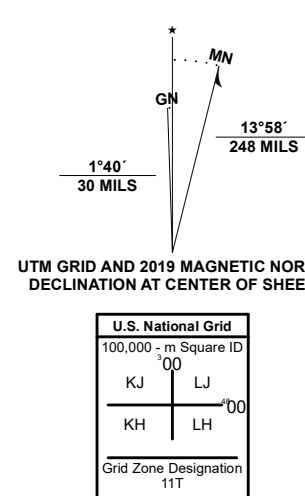 ★
MN
GN
13°58´
248 MILS
1°40´
30 MILS
UTM GRID AND 2019 MAGNETIC NOR
DECLINATION AT CENTER OF SHEE
U.S. National Grid
100,000 - m Square ID
³00
KJ LJ
⁴⁸00
KH LH
Grid Zone Designation
11T